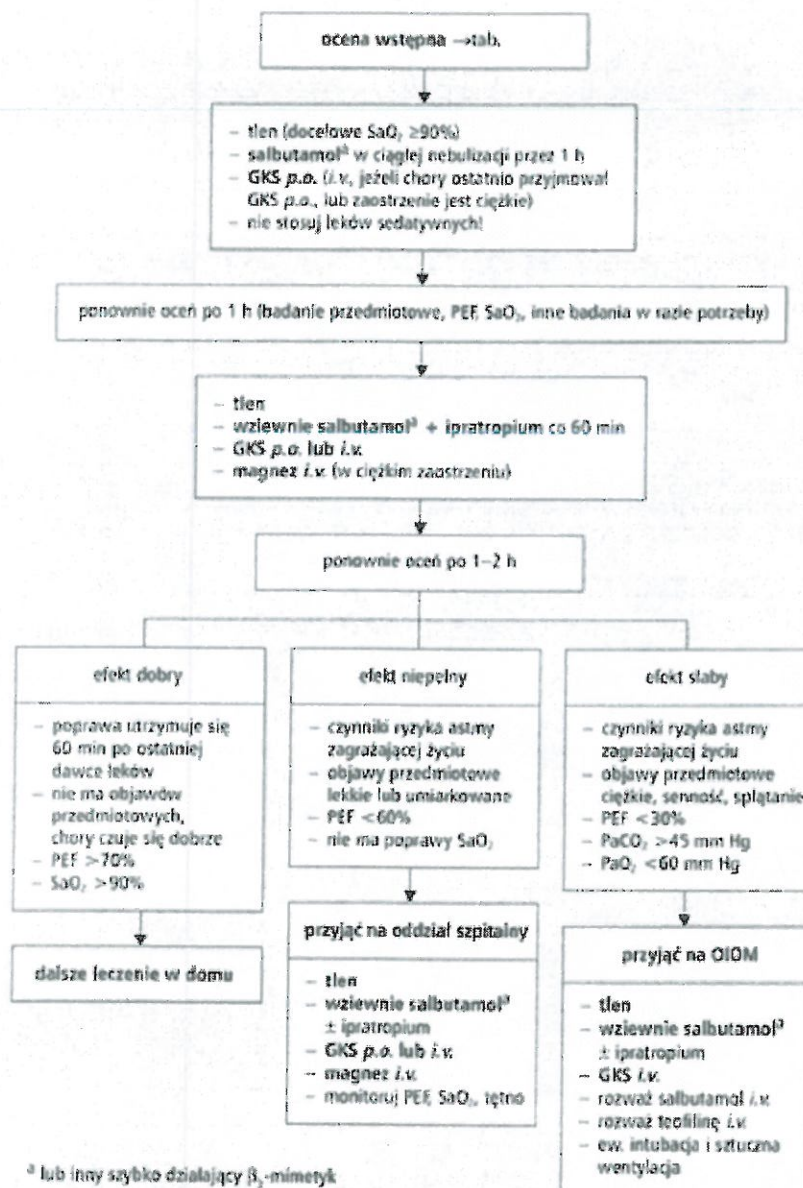 ocena wstępna →tab.
– tlen (docelowe SaO₂ ≥90%)
– salbutamolᵃ w ciągłej nebulizacji przez 1 h
– GKS p.o. (i.v., jeżeli chory ostatnio przyjmował
GKS p.o., lub zaostrzenie jest ciężkie)
– nie stosuj leków sedatywnych!
ponownie oceń po 1 h (badanie przedmiotowe, PEF, SaO₂, inne badania w razie potrzeby)
– tlen
– wziewnie salbutamolᵃ + ipratropium co 60 min
– GKS p.o. lub i.v.
– magnez i.v. (w ciężkim zaostrzeniu)
ponownie oceń po 1–2 h
efekt dobry
– poprawa utrzymuje się
60 min po ostatniej
dawce leków
– nie ma objawów
przedmiotowych,
chory czuje się dobrze
– PEF >70%
– SaO₂ >90%
dalsze leczenie w domu
efekt niepełny
– czynniki ryzyka astmy
zagrażającej życiu
– objawy przedmiotowe
lekkie lub umiarkowane
– PEF <60%
– nie ma poprawy SaO₂
przyjąć na oddział szpitalny
– tlen
– wziewnie salbutamolᵃ
± ipratropium
– GKS p.o. lub i.v.
– magnez i.v.
– monitoruj PEF, SaO₂, tętno
efekt słaby
– czynniki ryzyka astmy
zagrażającej życiu
– objawy przedmiotowe
ciężkie, senność, splątanie
– PEF <30%
– PaCO₂ >45 mm Hg
– PaO₂ <60 mm Hg
przyjąć na OIOM
– tlen
– wziewnie salbutamolᵃ
± ipratropium
– GKS i.v.
– rozważ salbutamol i.v.
– rozważ teofilinę i.v.
– ew. intubacja i sztuczna
wentylacja
ᵃ lub inny szybko działający β₂-mimetyk